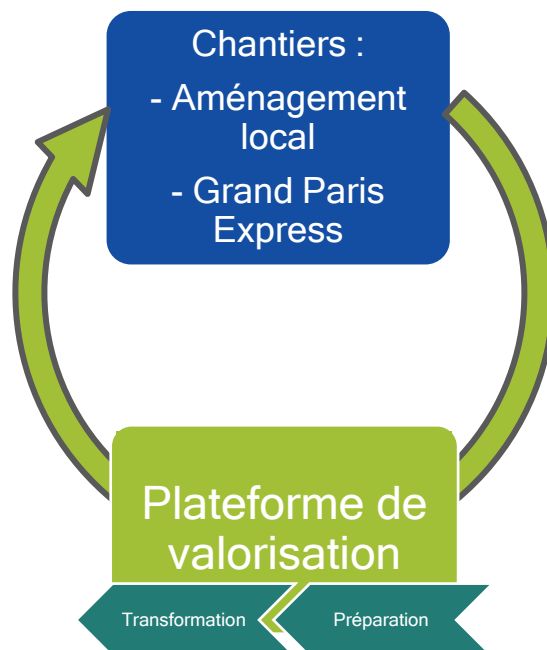 Chantiers :
- Aménagement
local
- Grand Paris
Express
Plateforme de
valorisation
Transformation
Préparation